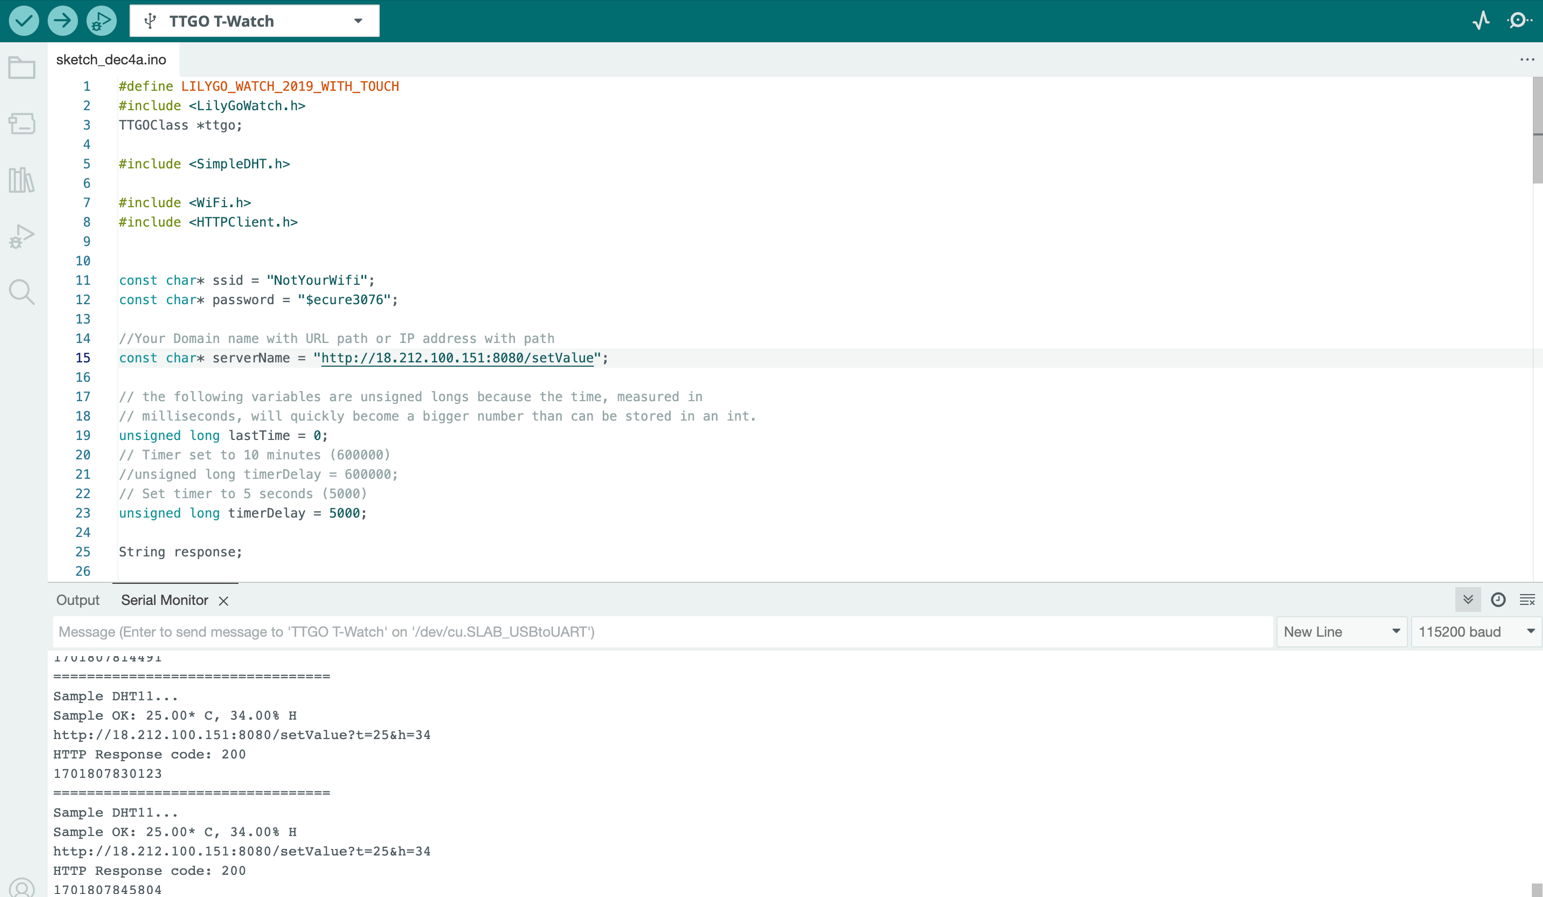 TTGO T-Watch
sketch_dec4a.ino
1 #define LILYGO_WATCH_2019_WITH_TOUCH
2 #include <LilyGoWatch.h>
3 TTGOClass *ttgo;
4
5 #include <SimpleDHT.h>
6
7 #include <WiFi.h>
8 #include <HTTPClient.h>
9
10
11 const char* ssid = "NotYourWifi";
12 const char* password = "$ecure3076";
13
14 //Your Domain name with URL path or IP address with path
15 const char* serverName = "http://18.212.100.151:8080/setValue";
16
17 // the following variables are unsigned longs because the time, measured in
18 // milliseconds, will quickly become a bigger number than can be stored in an int.
19 unsigned long lastTime = 0;
20 // Timer set to 10 minutes (600000)
21 //unsigned long timerDelay = 600000;
22 // Set timer to 5 seconds (5000)
23 unsigned long timerDelay = 5000;
24
25 String response;
26
Output Serial Monitor
Message (Enter to send message to 'TTGO T-Watch' on '/dev/cu.SLAB_USBtoUART') New Line 115200 baud
1701807814491
=================================
Sample DHT11...
Sample OK: 25.00* C, 34.00% H
http://18.212.100.151:8080/setValue?t=25&h=34
HTTP Response code: 200
1701807830123
=================================
Sample DHT11...
Sample OK: 25.00* C, 34.00% H
http://18.212.100.151:8080/setValue?t=25&h=34
HTTP Response code: 200
1701807845804